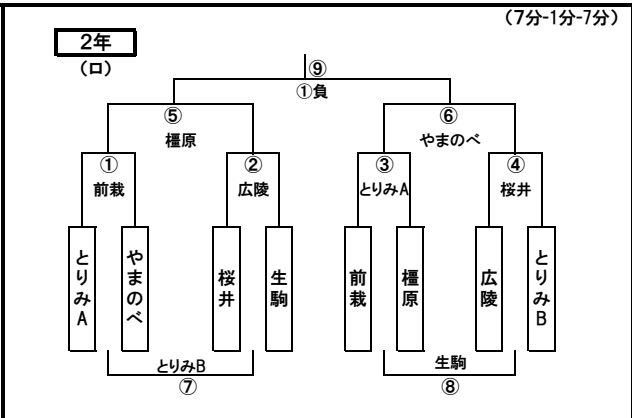 (7分-1分-7分)
2年
(ロ)
⑨
①負
⑤
⑥
橿原
やまのべ
①
②
③
④
前栽
広陵
とりみA
桜井
とりみA
やまのべ
桜井
生駒
前栽
橿原
広陵
とりみB
とりみB
生駒
⑦
⑧